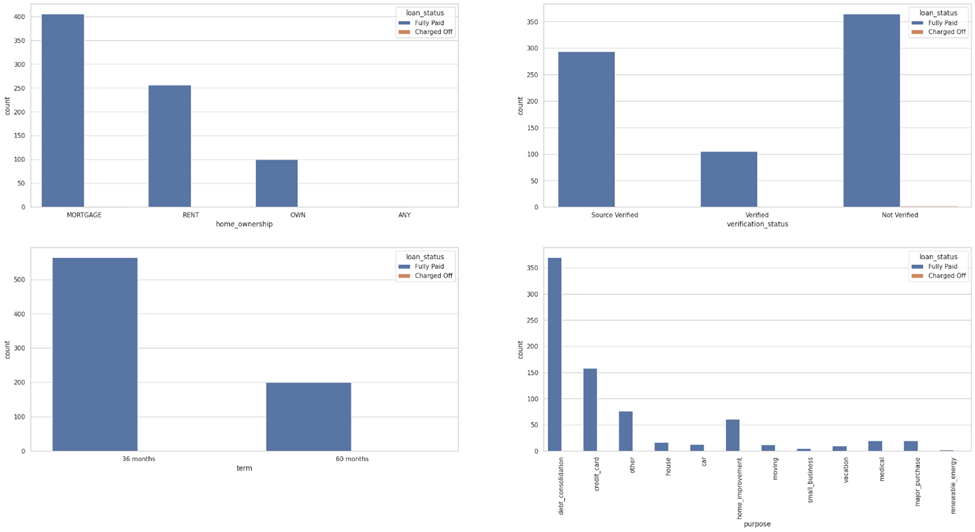 loan_status
Fully Paid
Charged Off
400
350
300
250
200
150
100
50
0
count
MORTGAGE RENT OWN ANY
home_ownership
loan_status
Fully Paid
Charged Off
350
300
250
200
150
100
50
0
count
Source Verified Verified Not Verified
verification_status
loan_status
Fully Paid
Charged Off
500
400
300
200
100
0
count
36 months 60 months
term
loan_status
Fully Paid
Charged Off
350
300
250
200
150
100
50
0
count
debt_consolidation
credit_card
other
house
car
home_improvement
moving
small_business
vacation
medical
major_purchase
renewable_energy
purpose